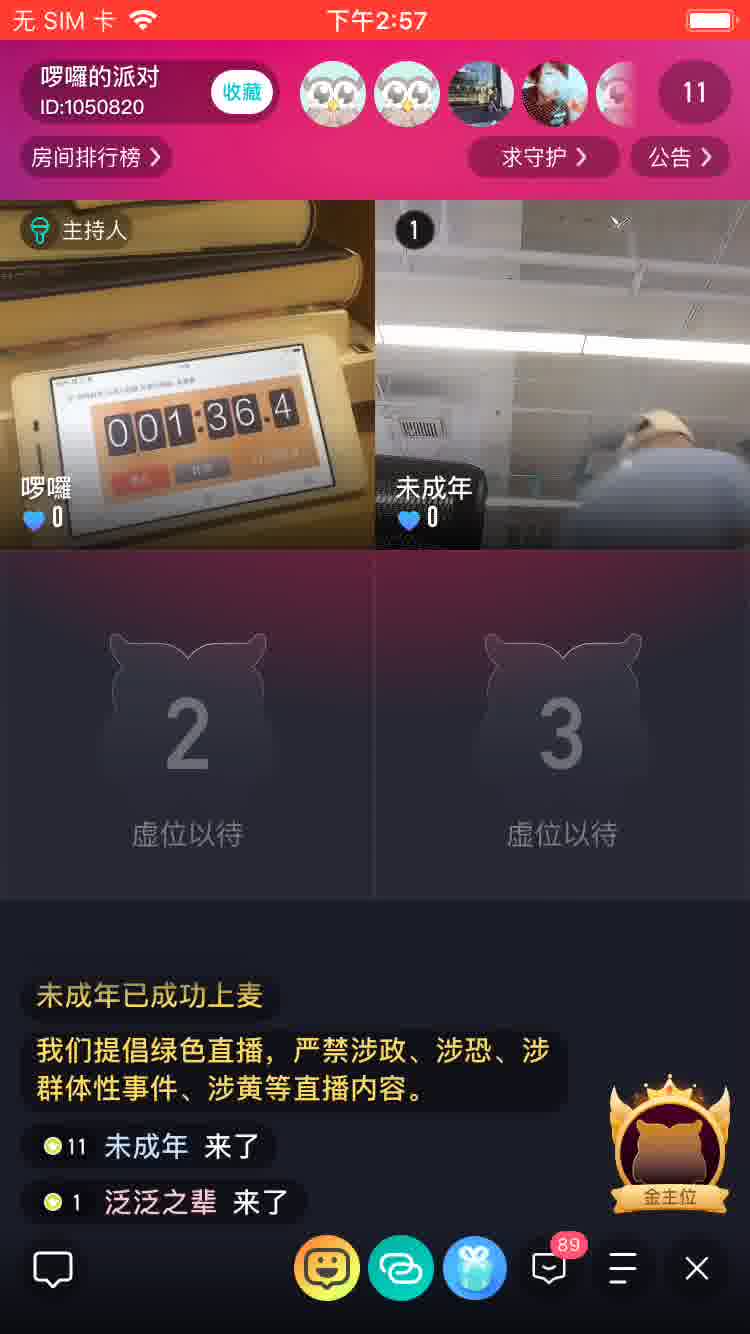 无 SIM 卡
下午2:57
啰囉的派对
ID:1050820
收藏
11
房间排行榜
求守护
公告
主持人
1
001:36.4
啰囉
0
未成年
0
2
虚位以待
3
虚位以待
未成年已成功上麦
我们提倡绿色直播，严禁涉政、涉恐、涉
群体性事件、涉黄等直播内容。
11 未成年 来了
1 泛泛之辈 来了
金主位
89